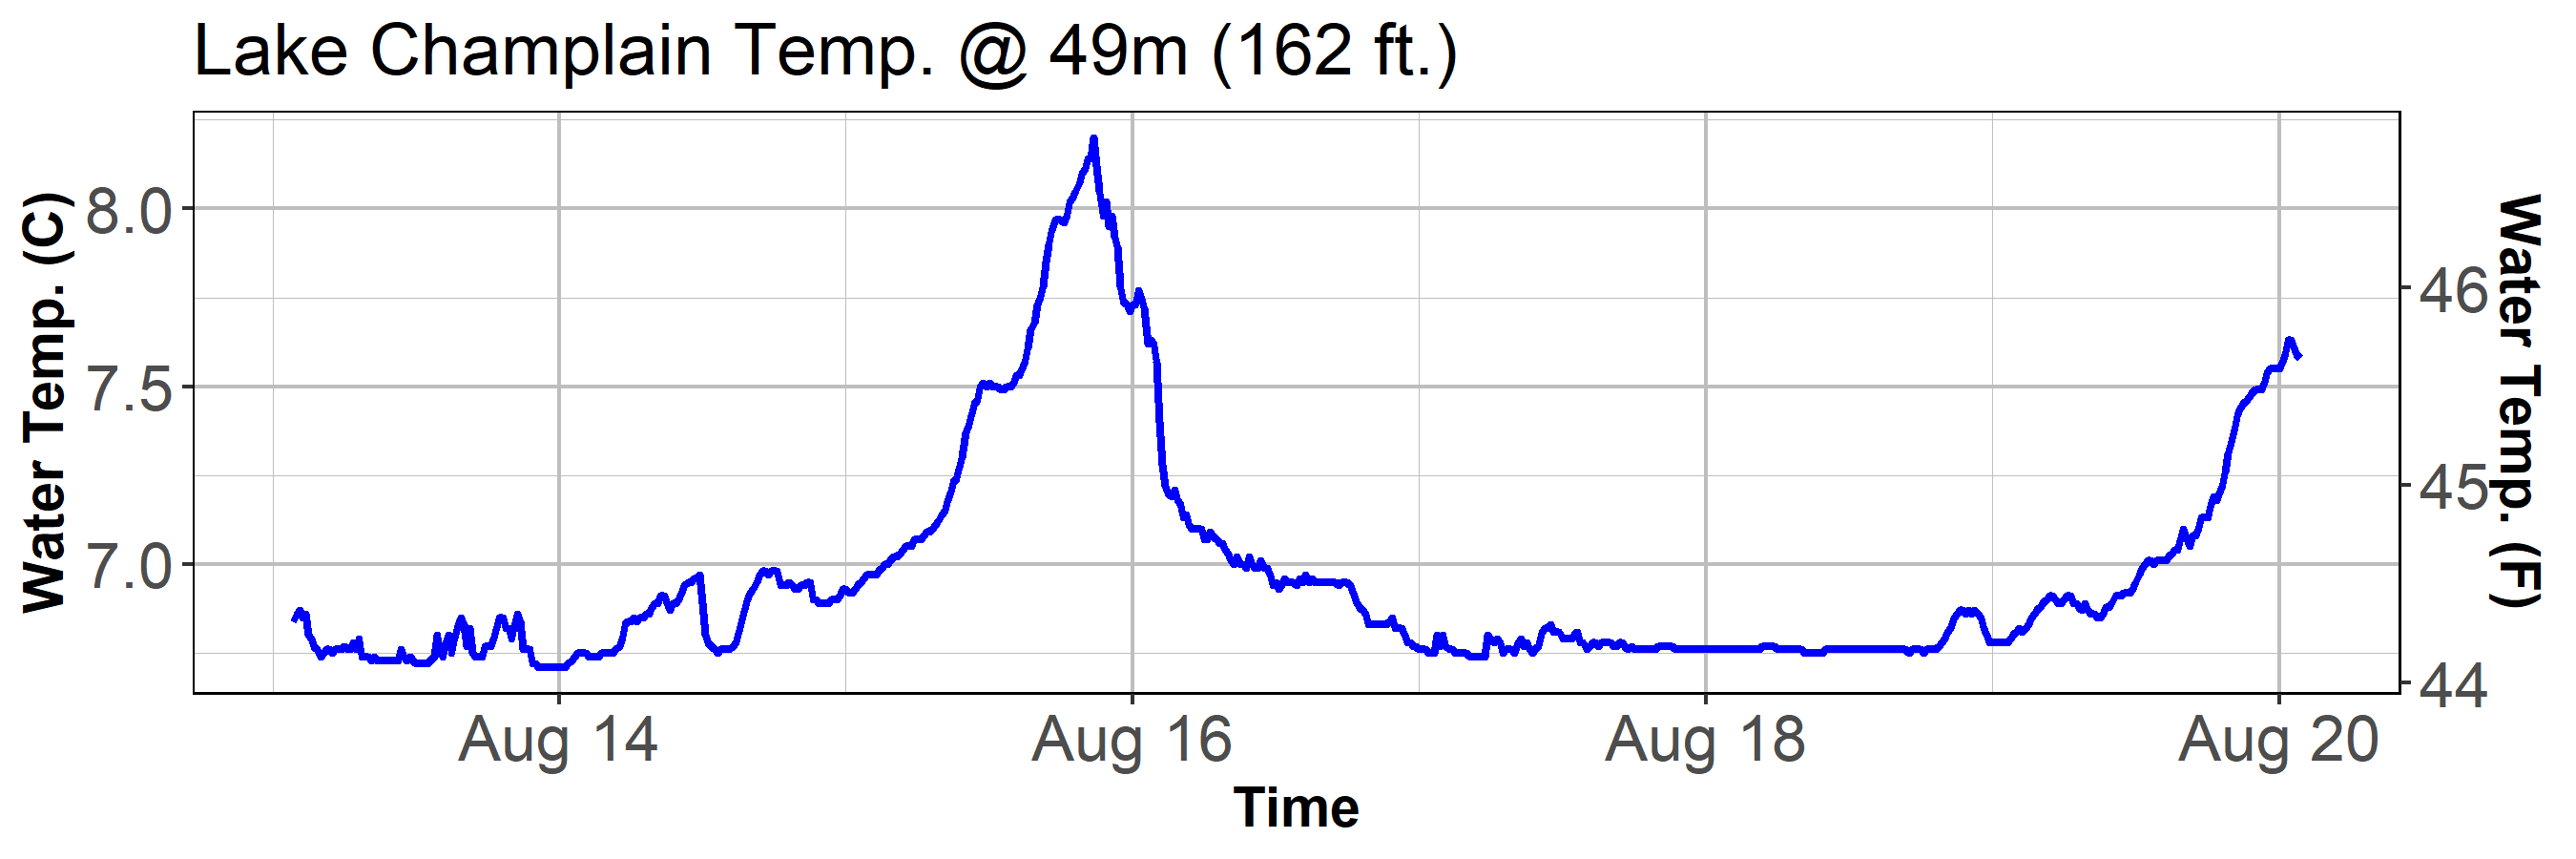 Lake Champlain Temp. @ 49m (162 ft.)
Water Temp. (C)
8.0
7.5
7.0
46
45
44
Water Temp. (F)
Aug 14 Aug 16 Aug 18 Aug 20
Time